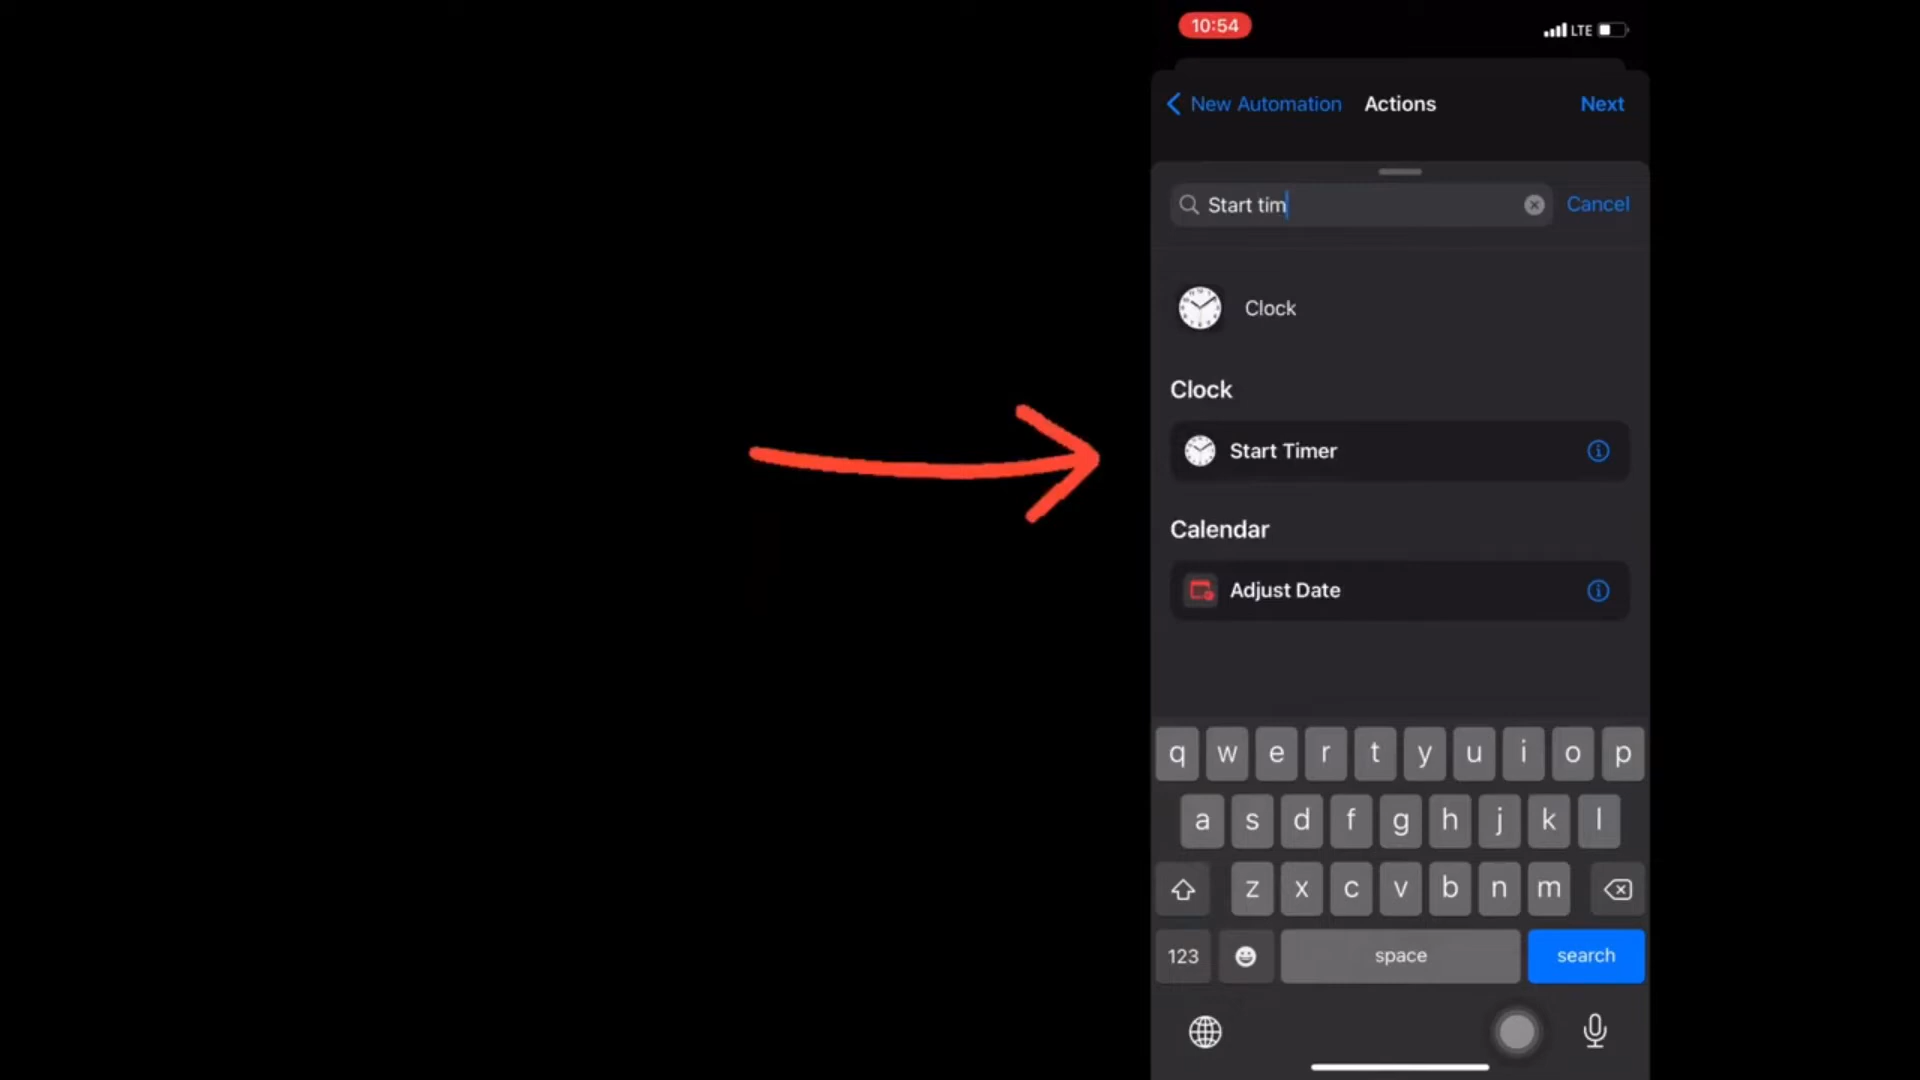 10:54
LTE
New Automation Actions Next
Start tim Cancel
Clock
Clock
Start Timer
Calendar
Adjust Date
q w e r t y u i o p
a s d f g h j k l
z x c v b n m
123 space search